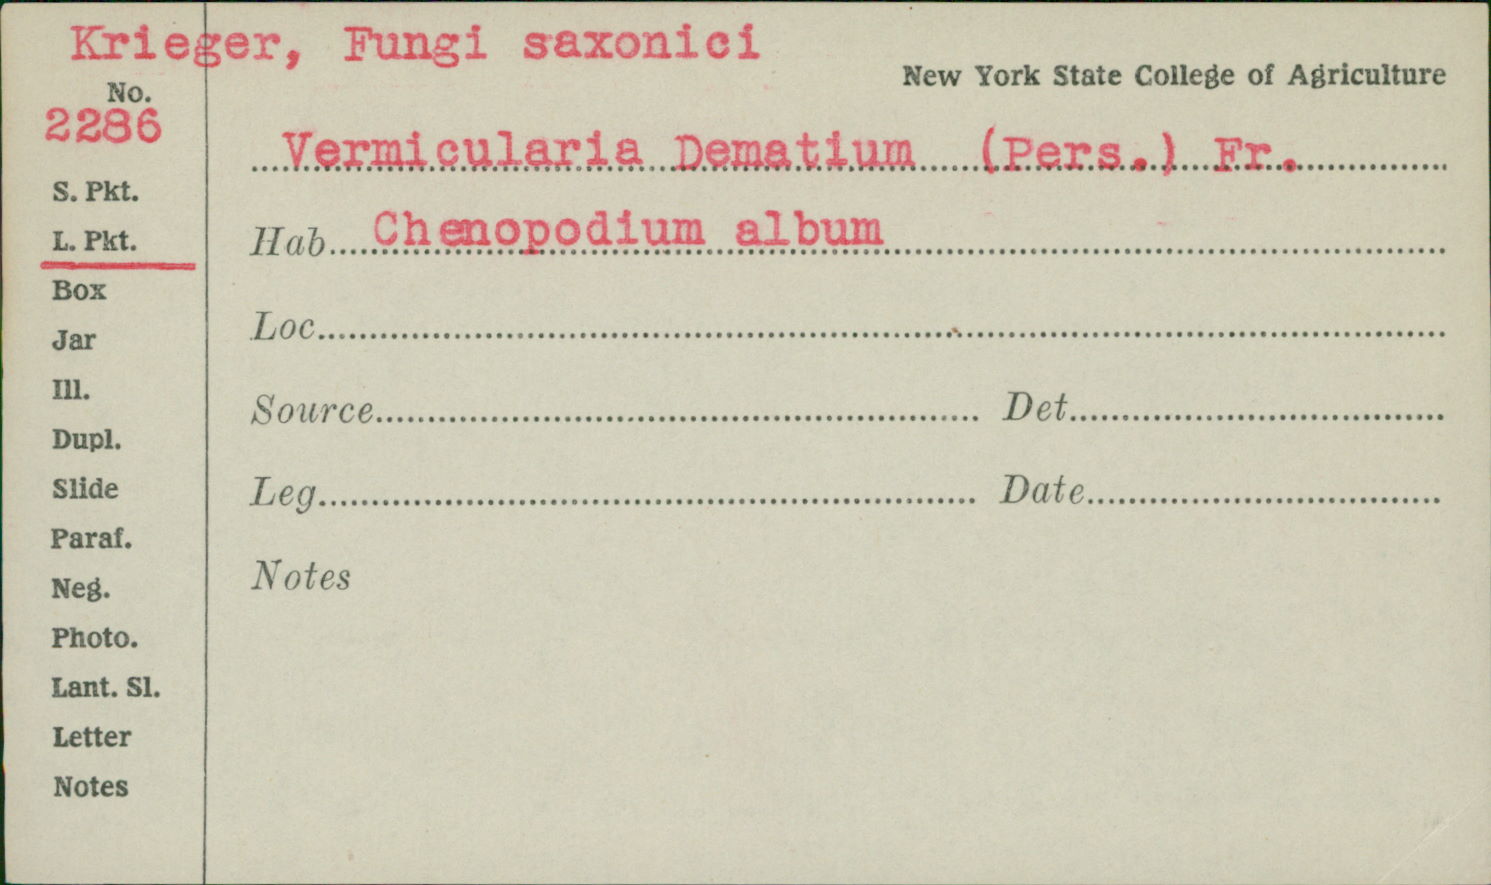 Krieger, Fungi saxonici
New York State College of Agriculture
No.
2286
Vermicularia Dematium (Pers.) Fr.
S. Pkt.
Hab Chenopodium album
L. Pkt.
Box
Loc
Jar
Ill.
Source Det
Dupl.
Slide
Leg Date
Paraf.
Notes
Neg.
Photo.
Lant. Sl.
Letter
Notes